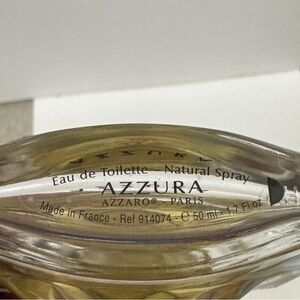 Eau de Toilette - Natural Spray
AZZURA
AZZARO® - PARIS
Made in France - Ref 914074 - ℮ 50 ml - 1.7 Fl oz